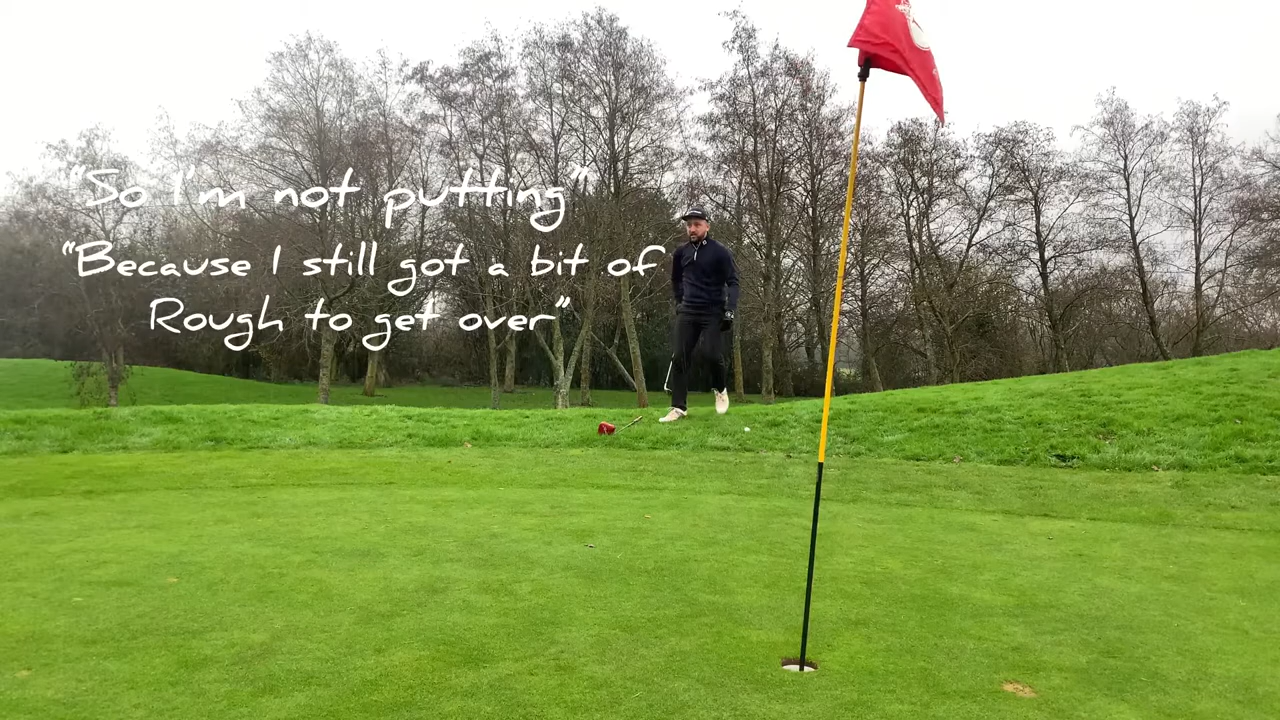 "So I'm not putting"
"Because I still got a bit of
Rough to get over"